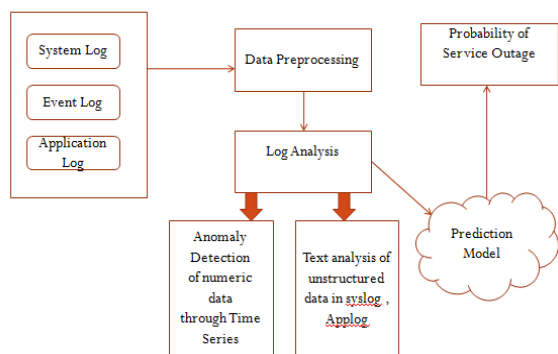 System Log
Event Log
Application
Log
Data Preprocessing
Log Analysis
Anomaly
Detection
of numeric
data
through Time
Series
Text analysis of
unstructured
data in syslog ,
Applog
Prediction
Model
Probability of
Service Outage